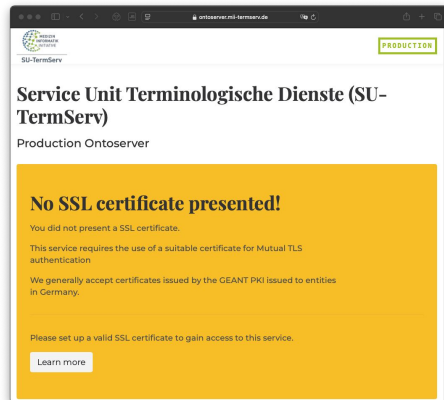 ontoserver.mii-termserv.de
MEDIZIN
INFORMATIK
INITIATIVE
SU-TermServ
PRODUCTION
Service Unit Terminologische Dienste (SU-
TermServ)
Production Ontoserver
No SSL certificate presented!
You did not present a SSL certificate.
This service requires the use of a suitable certificate for Mutual TLS
authentication
We generally accept certificates issued by the GEANT PKI issued to entities
in Germany.
Please set up a valid SSL certificate to gain access to this service.
Learn more